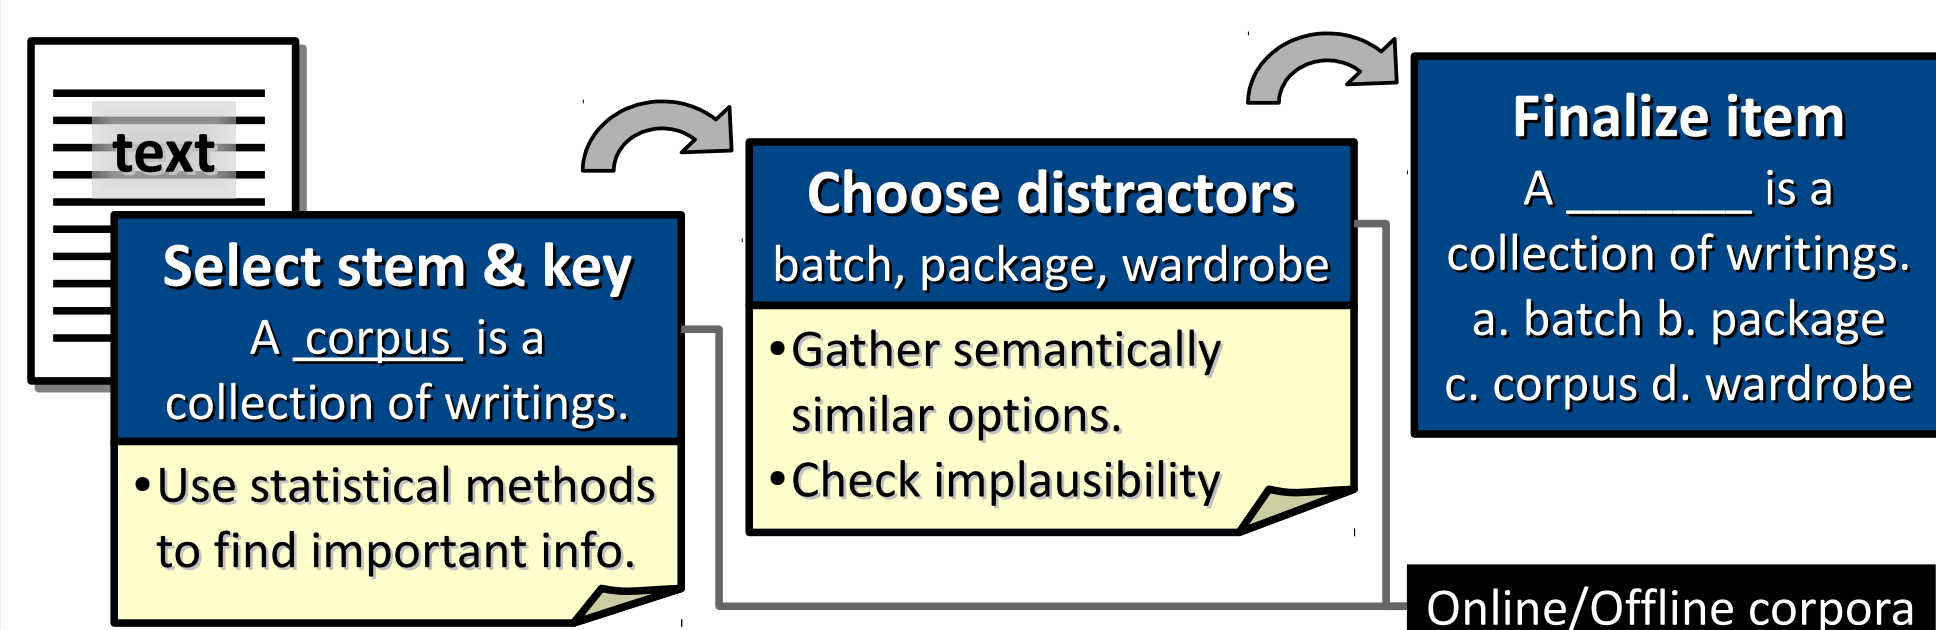 text
Select stem & key
A corpus is a
collection of writings.
•Use statistical methods
to find important info.
Choose distractors
batch, package, wardrobe
•Gather semantically
similar options.
•Check implausibility
Finalize item
A _______ is a
collection of writings.
a. batch b. package
c. corpus d. wardrobe
Online/Offline corpora